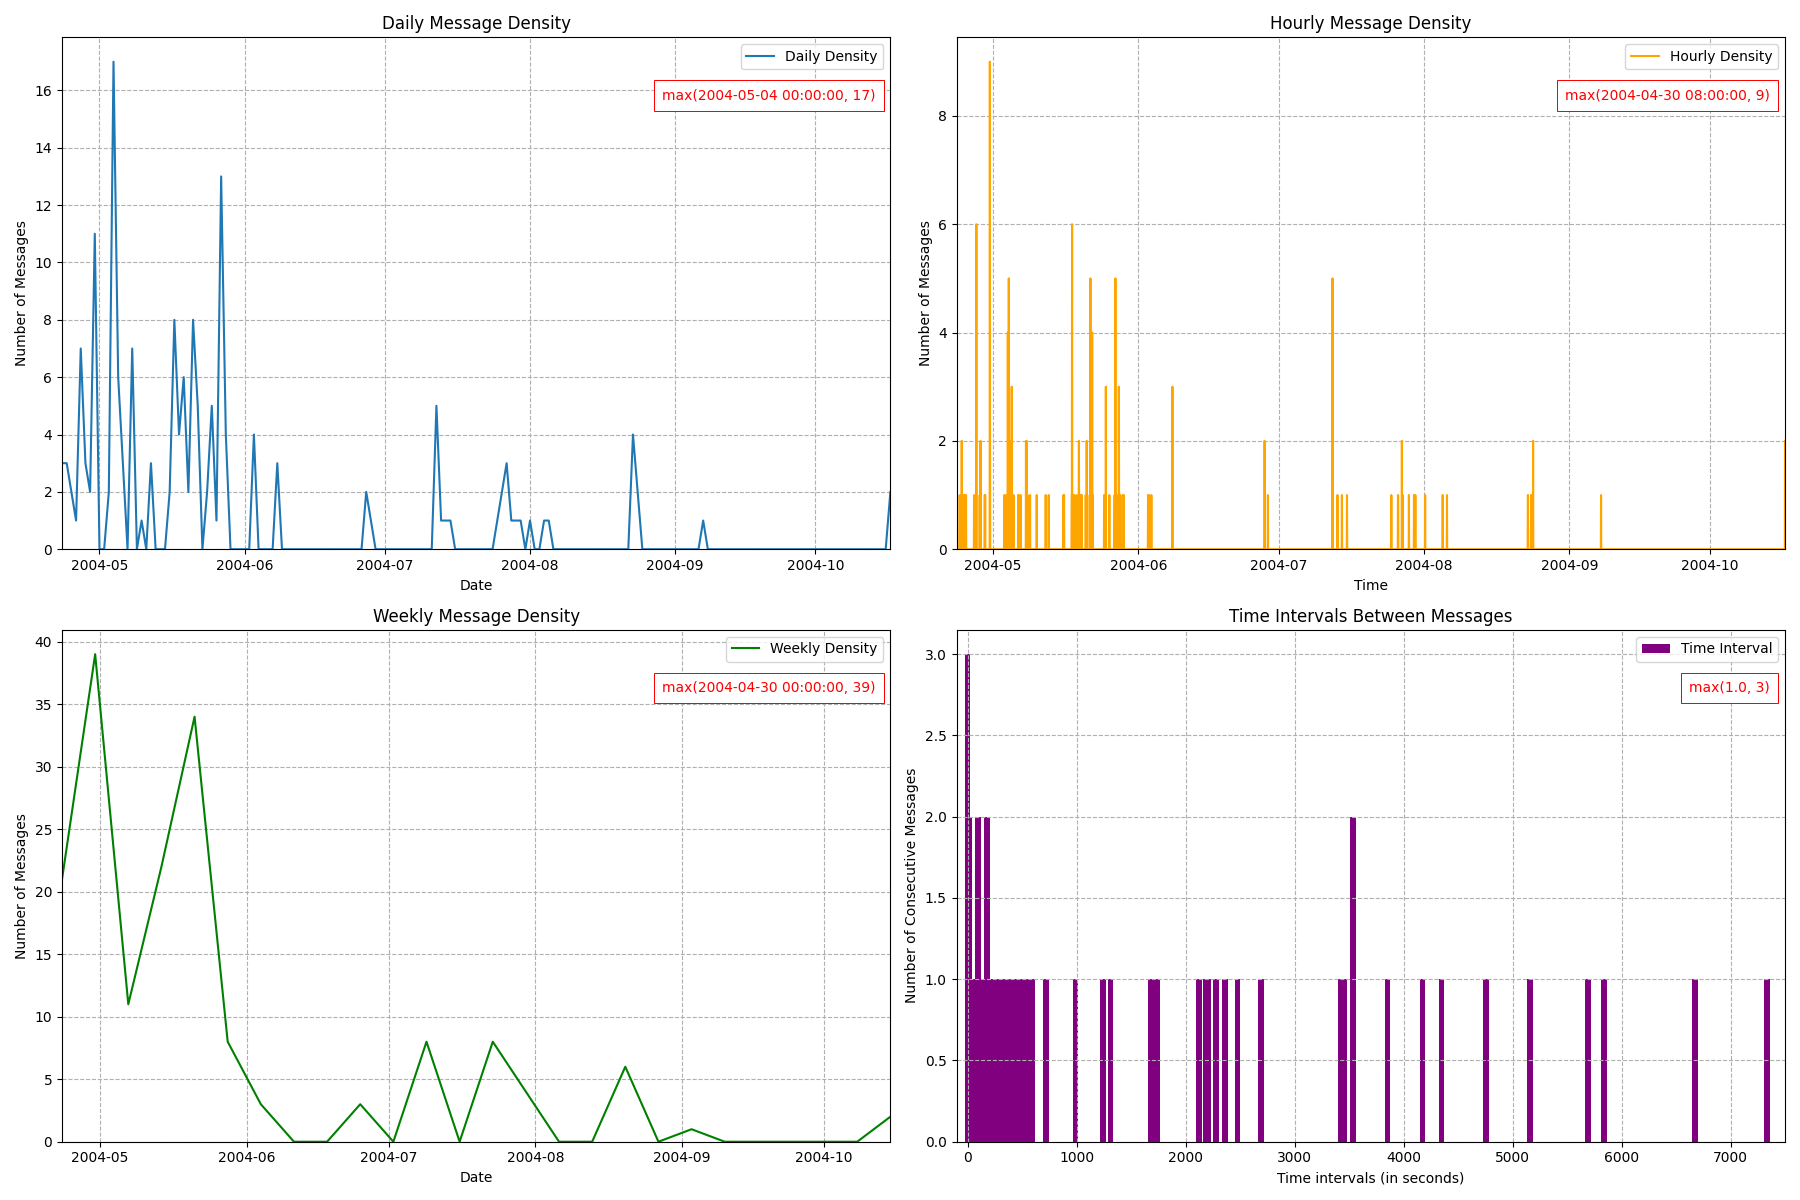 Daily Message Density
Daily Density
max(2004-05-04 00:00:00, 17)
Number of Messages
16
14
12
10
8
6
4
2
0
2004-05 2004-06 2004-07 2004-08 2004-09 2004-10
Date
Hourly Message Density
Hourly Density
max(2004-04-30 08:00:00, 9)
Number of Messages
8
6
4
2
0
2004-05 2004-06 2004-07 2004-08 2004-09 2004-10
Time
Weekly Message Density
Weekly Density
max(2004-04-30 00:00:00, 39)
Number of Messages
40
35
30
25
20
15
10
5
0
2004-05 2004-06 2004-07 2004-08 2004-09 2004-10
Date
Time Intervals Between Messages
Time Interval
max(1.0, 3)
Number of Consecutive Messages
3.0
2.5
2.0
1.5
1.0
0.5
0.0
0 1000 2000 3000 4000 5000 6000 7000
Time intervals (in seconds)